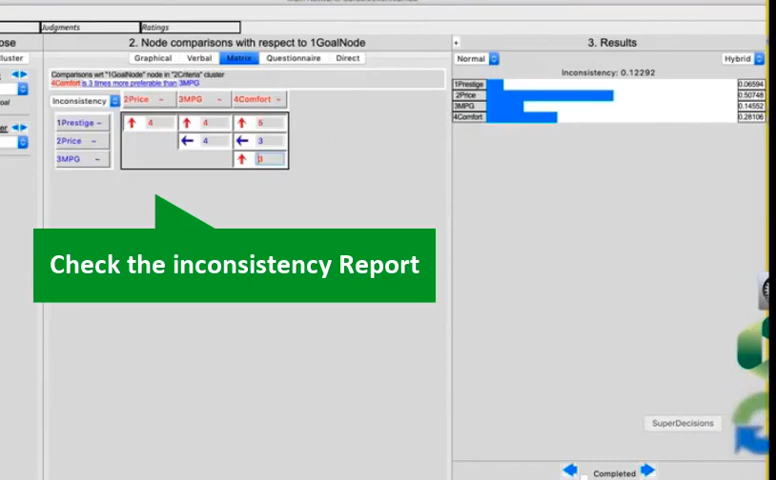 Judgments Ratings
2. Node comparisons with respect to 1GoalNode
+
3. Results
Graphical Verbal Matrix Questionnaire Direct
Normal
Hybrid
Comparisons wrt "1GoalNode" node in "2Criteria" cluster
4Comfort is 3 times more preferable than 3MPG
Inconsistency: 0.12292
Inconsistency 2Price ~ 3MPG ~ 4Comfort ~
1Prestige ~ 4 4 5
2Price ~ 4 3
3MPG ~ 3
1Prestige 0.06594
2Price 0.50748
3MPG 0.14552
4Comfort 0.28106
Check the inconsistency Report
SuperDecisions
Completed